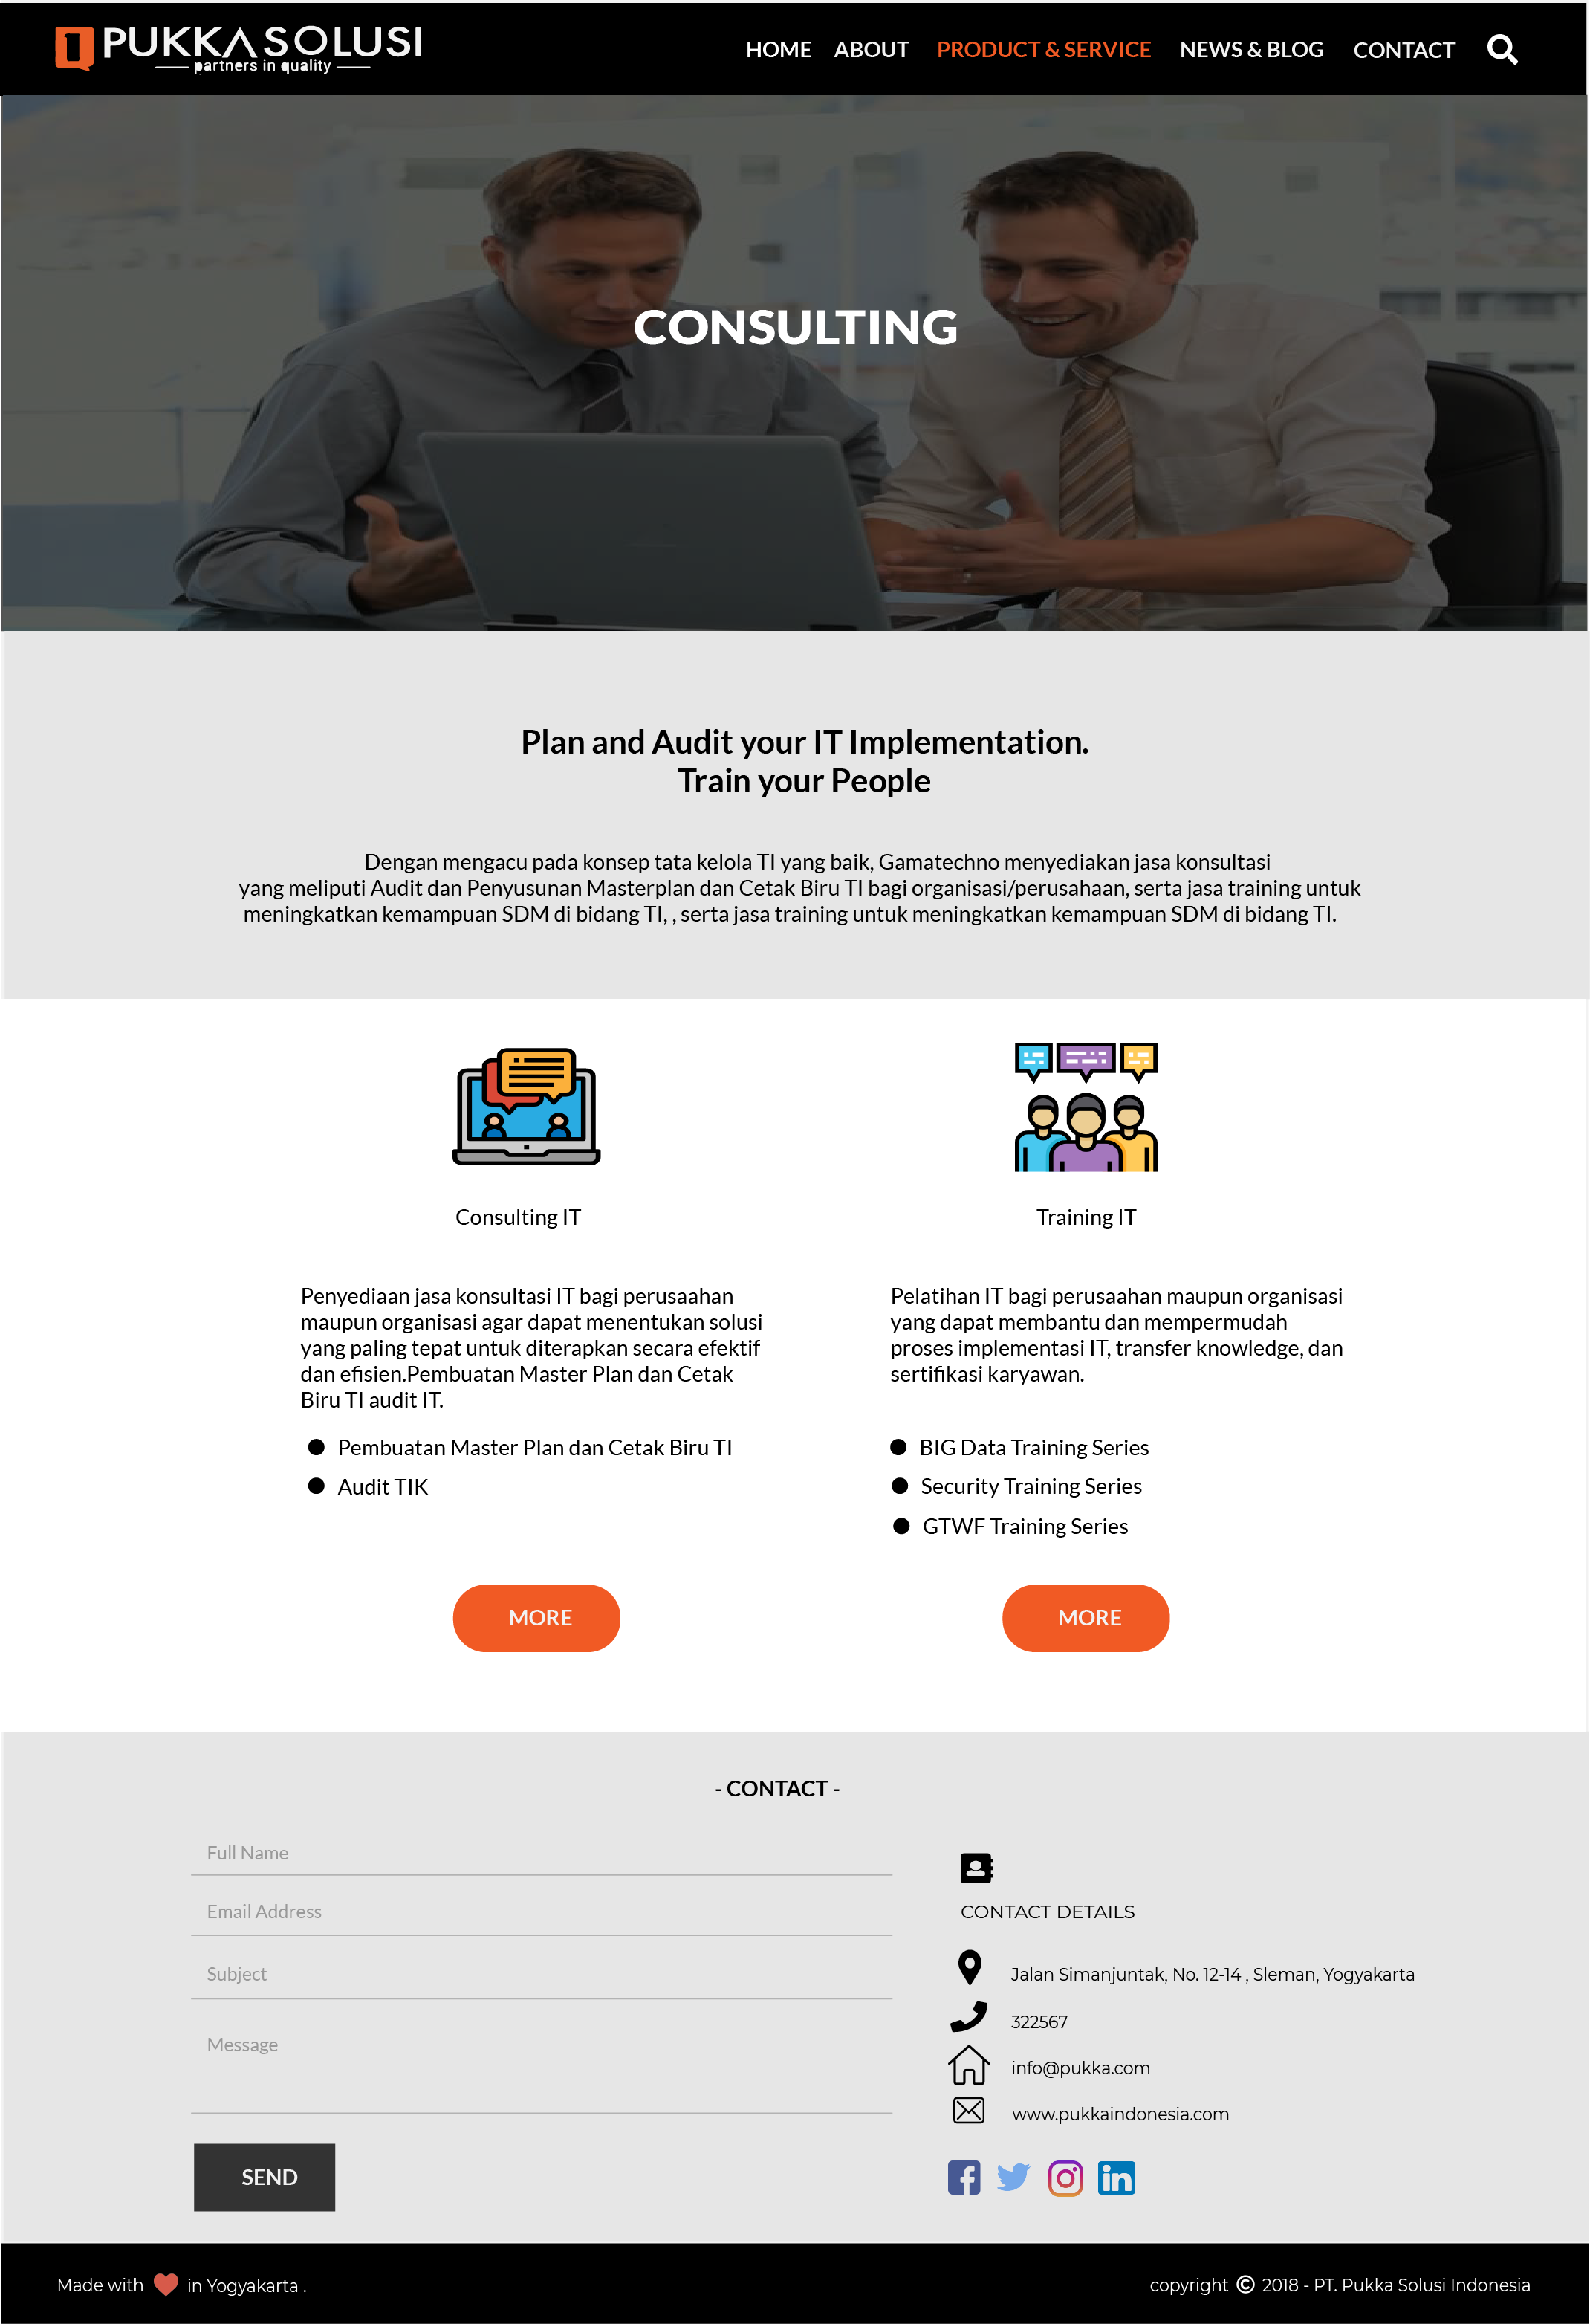 PUKKA SOLUSI
partners in quality
HOME ABOUT PRODUCT & SERVICE NEWS & BLOG CONTACT
CONSULTING
Plan and Audit your IT Implementation.
Train your People
Dengan mengacu pada konsep tata kelola TI yang baik, Gamatechno menyediakan jasa konsultasi
yang meliputi Audit dan Penyusunan Masterplan dan Cetak Biru TI bagi organisasi/perusahaan, serta jasa training untuk
meningkatkan kemampuan SDM di bidang TI, , serta jasa training untuk meningkatkan kemampuan SDM di bidang TI.
Consulting IT
Penyediaan jasa konsultasi IT bagi perusaahan
maupun organisasi agar dapat menentukan solusi
yang paling tepat untuk diterapkan secara efektif
dan efisien.Pembuatan Master Plan dan Cetak
Biru TI audit IT.
● Pembuatan Master Plan dan Cetak Biru TI
● Audit TIK
MORE
Training IT
Pelatihan IT bagi perusaahan maupun organisasi
yang dapat membantu dan mempermudah
proses implementasi IT, transfer knowledge, dan
sertifikasi karyawan.
● BIG Data Training Series
● Security Training Series
● GTWF Training Series
MORE
- CONTACT -
Full Name
Email Address
Subject
Message
SEND
CONTACT DETAILS
Jalan Simanjuntak, No. 12-14 , Sleman, Yogyakarta
322567
info@pukka.com
www.pukkaindonesia.com
Made with ❤ in Yogyakarta .
copyright © 2018 - PT. Pukka Solusi Indonesia